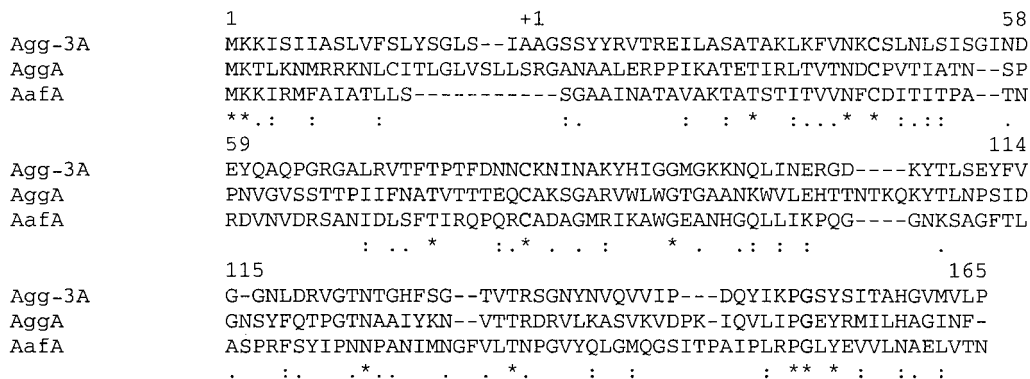 1 +1 58
Agg-3A MKKISIIASLVFSLYSGLS--IAAGSSYYRVTREILASATAKLKFVNKCSLNLSISGIND
AggA MKTLKNMRRKNLCITLGLVSLLSRGANAALERPPIKATETIRLTVTNDCPVTIATN--SP
AafA MKKIRMFAIATLLS-----------SGAAINATAVAKTATSTITVVNFCDITITPA--TN
**.: : : :. : : * :...* * :.:: .
59 114
Agg-3A EYQAQPGRGALRVTFTPTFDNNCKNINAKYHIGGMGKKNQLINERGD----KYTLSEYFV
AggA PNVGVSSTTPIIFNATVTTTEQCAKSGARVWLWGTGAANKWVLEHTTNTKQKYTLNPSID
AafA RDVNVDRSANIDLSFTIRQPQRCADAGMRIKAWGEANHGQLLIKPQG----GNKSAGFTL
: .. * :.* . . : * . .: : : .
115 165
Agg-3A G-GNLDRVGTNTGHFSG--TVTRSGNYNVQVVIP---DQYIKPGSYSITAHGVMVLP
AggA GNSYFQTPGTNAAIYKN--VTTRDRVLKASVKVDPK-IQVLIPGEYRMILHAGINF-
AafA ASPRFSYIPNNPANIMNGFVLTNPGVYQLGMQGSITPAIPLRPGLYEVVLNAELVTN
. :. .*.. . .*. : : : ** * : :. :